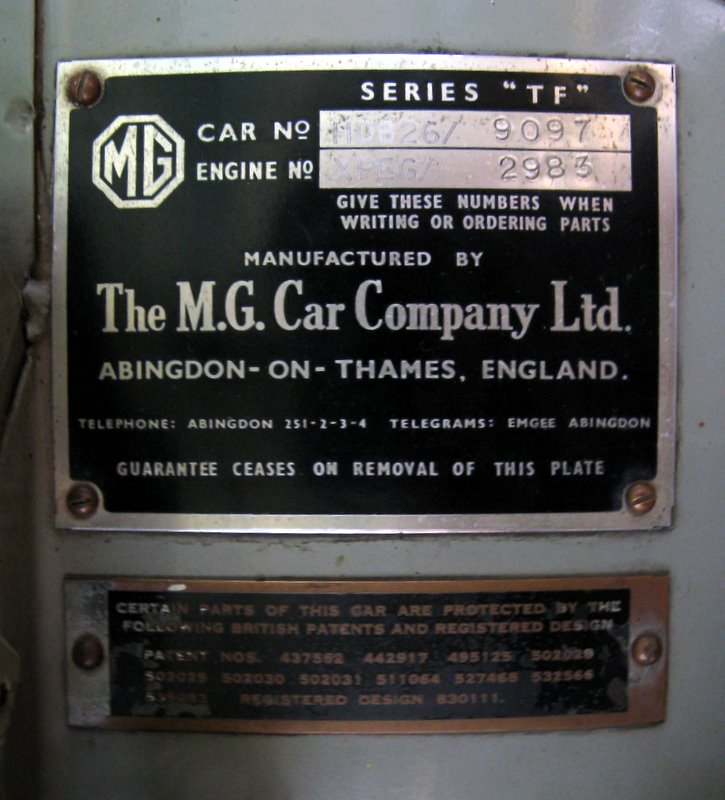 SERIES "TF"
MG
CAR No HDB26/ 9097
ENGINE No XPEG/ 2983
GIVE THESE NUMBERS WHEN
WRITING OR ORDERING PARTS
MANUFACTURED BY
The M.G. Car Company Ltd.
ABINGDON-ON-THAMES, ENGLAND.
TELEPHONE: ABINGDON 251-2-3-4 TELEGRAMS: EMGEE ABINGDON
GUARANTEE CEASES ON REMOVAL OF THIS PLATE
CERTAIN PARTS OF THIS CAR ARE PROTECTED BY THE
FOLLOWING BRITISH PATENTS AND REGISTERED DESIGN
PATENT NOS. 437562 442917 495125 502020
502029 502030 502031 511064 527468 532566
REGISTERED DESIGN 830111.